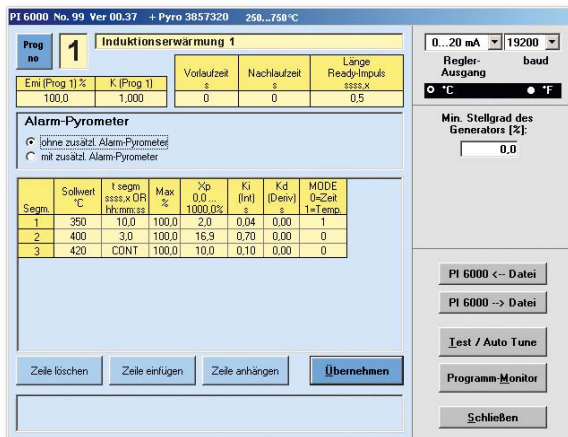 PI 6000 No. 99 Ver 00.37 + Pyro 3857320 250...750°C
Prog no
1
Induktionserwärmung 1
Emi (Prog 1) %
K (Prog 1)
100,0
1,000
Vorlaufzeit s
Nachlaufzeit s
Länge Ready-Impuls ssss,x
0
0
0,5
Alarm-Pyrometer
ohne zusätzl. Alarm-Pyrometer
mit zusätzl. Alarm-Pyrometer
Segm. Sollwert °C t segm ssss,x OR hh:mm:ss Max % Xp 0,0 ... 1000,0% Ki (Int) s Kd (Deriv) s MODE 0=Zeit 1=Temp.
1 350 10,0 100,0 2,0 0,04 0,00 1
2 400 3,0 100,0 16,9 0,70 0,00 0
3 420 CONT 100,0 10,0 0,10 0,00 0
Zeile löschen
Zeile einfügen
Zeile anhängen
Übernehmen
0...20 mA
19200
Regler-Ausgang
baud
°C
°F
Min. Stellgrad des Generators [%]:
0,0
PI 6000 <-- Datei
PI 6000 --> Datei
Test / Auto Tune
Programm-Monitor
Schließen